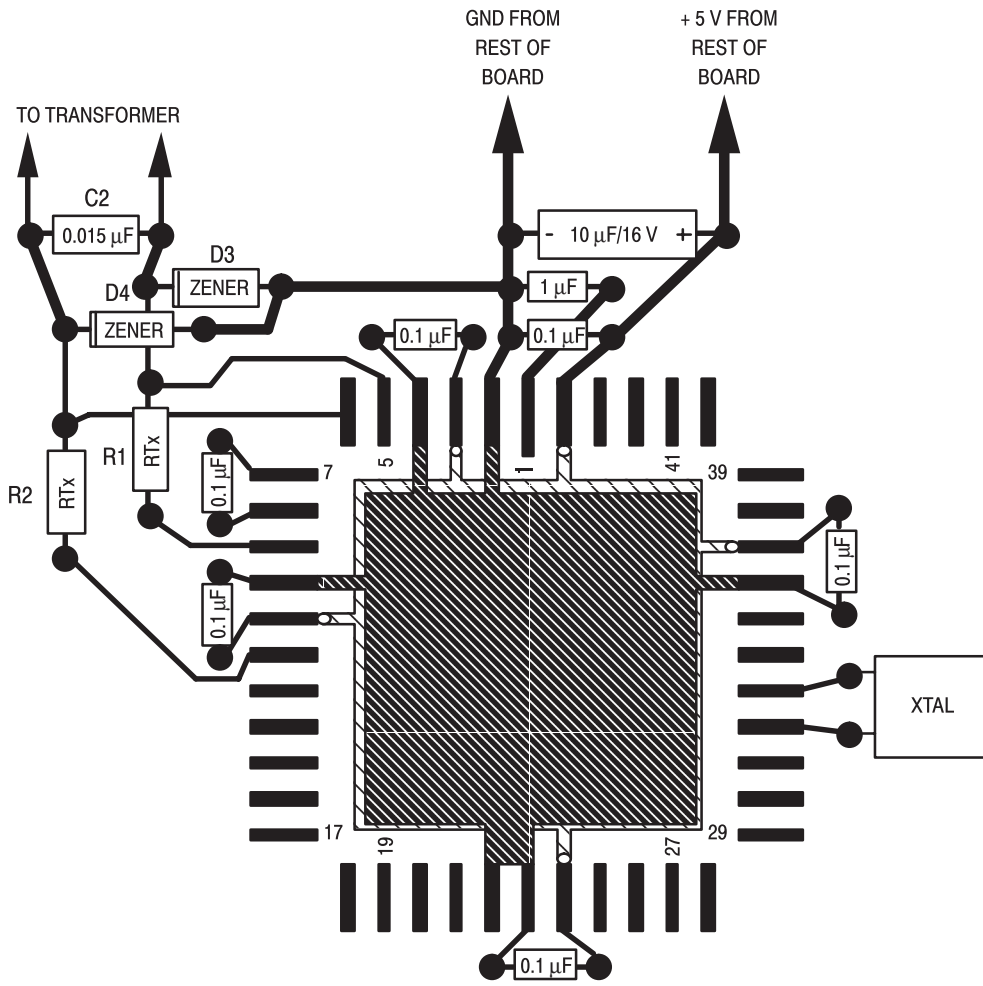 GND FROM
REST OF
BOARD
+ 5 V FROM
REST OF
BOARD
TO TRANSFORMER
C2
0.015 μF
- 10 μF/16 V +
D3
ZENER
1 μF
D4
ZENER
0.1 μF
0.1 μF
R1
RTx
R2
RTx
0.1 μF
0.1 μF
5
1
41
7
39
0.1 μF
XTAL
17
19
27
29
0.1 μF